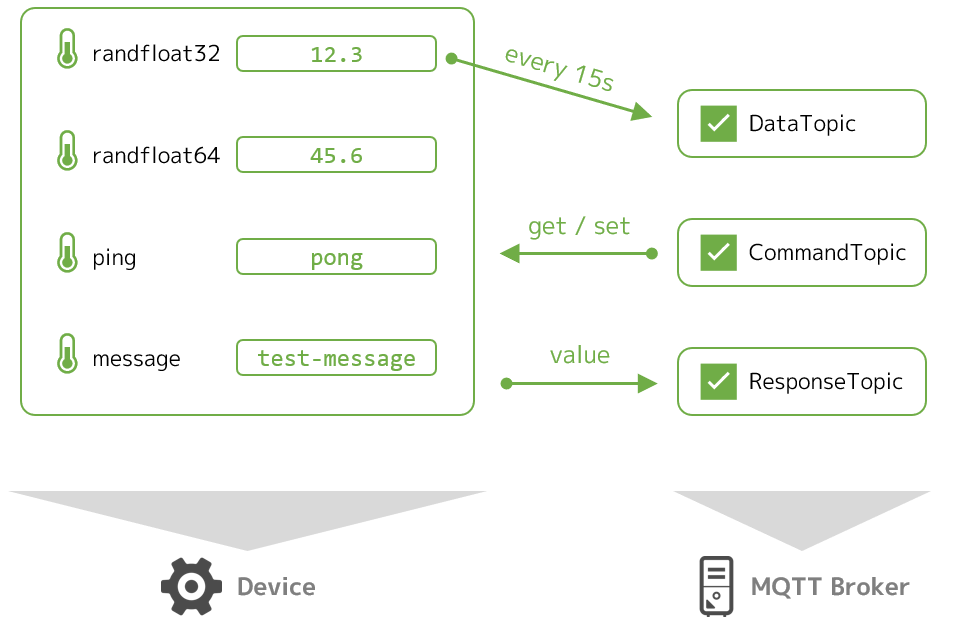 randfloat32 12.3
every 15s
DataTopic
randfloat64 45.6
get / set
CommandTopic
ping pong
value
message test-message
ResponseTopic
Device
MQTT Broker